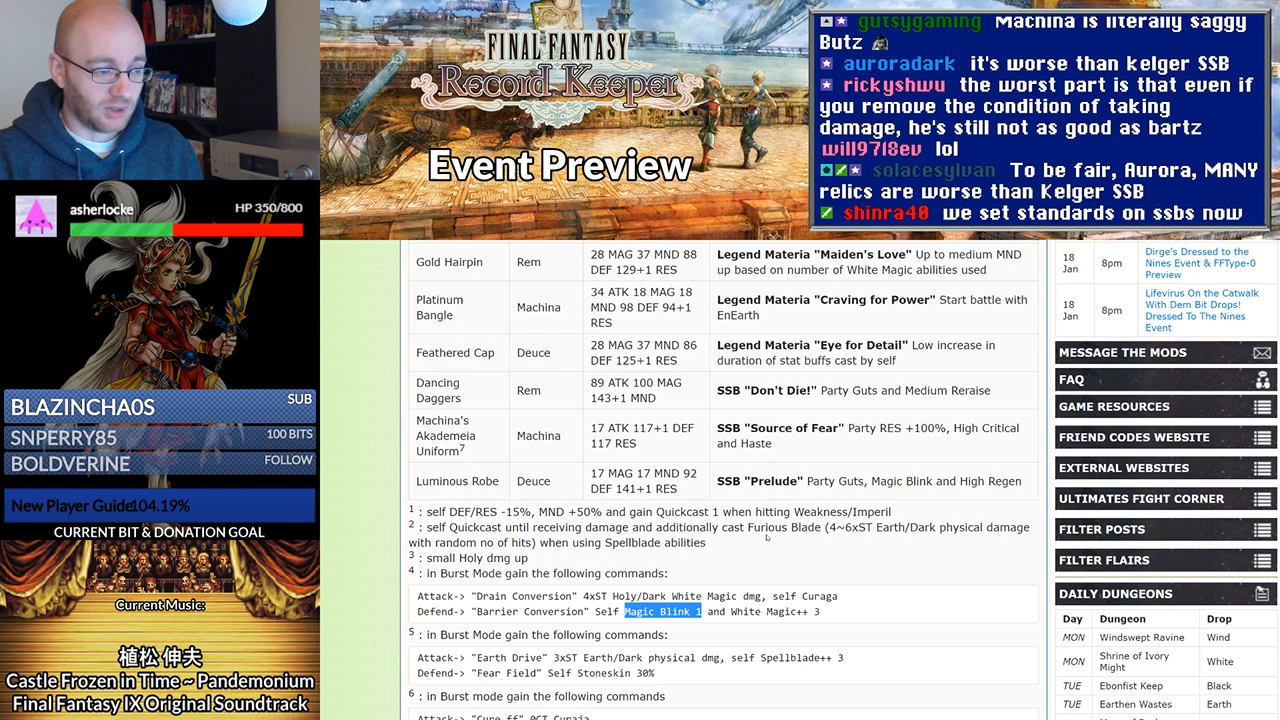 FINAL FANTASY
Record Keeper
Event Preview
gutsygaming Machina is literally saggy
Butz
auroradark it's worse than kelger SSB
rickyshwu the worst part is that even if
you remove the condition of taking
damage, he's still not as good as bartz
will9718ev lol
solacesylvan To be fair, Aurora, MANY
relics are worse than Kelger SSB
shinra40 we set standards on ssbs now
asherlocke HP 350/800
BLAZINCHA0S SUB
SNPERRY85 100 BITS
BOLDVERINE FOLLOW
New Player Guide104.19%
CURRENT BIT & DONATION GOAL
Current Music:
植松 伸夫
Castle Frozen in Time ~ Pandemonium
Final Fantasy IX Original Soundtrack
Gold Hairpin Rem 28 MAG 37 MND 88 DEF 129+1 RES Legend Materia "Maiden's Love" Up to medium MND up based on number of White Magic abilities used
Platinum Bangle Machina 34 ATK 18 MAG 18 MND 98 DEF 94+1 RES Legend Materia "Craving for Power" Start battle with EnEarth
Feathered Cap Deuce 28 MAG 37 MND 86 DEF 125+1 RES Legend Materia "Eye for Detail" Low increase in duration of stat buffs cast by self
Dancing Daggers Rem 89 ATK 100 MAG 143+1 MND SSB "Don't Die!" Party Guts and Medium Reraise
Machina's Akademeia Uniform7 Machina 17 ATK 117+1 DEF 117 RES SSB "Source of Fear" Party RES +100%, High Critical and Haste
Luminous Robe Deuce 17 MAG 17 MND 92 DEF 141+1 RES SSB "Prelude" Party Guts, Magic Blink and High Regen
1 : self DEF/RES -15%, MND +50% and gain Quickcast 1 when hitting Weakness/Imperil
2 : self Quickcast until receiving damage and additionally cast Furious Blade (4~6xST Earth/Dark physical damage
with random no of hits) when using Spellblade abilities
3 : small Holy dmg up
4 : in Burst Mode gain the following commands:
Attack-> "Drain Conversion" 4xST Holy/Dark White Magic dmg, self Curaga
Defend-> "Barrier Conversion" Self Magic Blink 1 and White Magic++ 3
5 : in Burst Mode gain the following commands:
Attack-> "Earth Drive" 3xST Earth/Dark physical dmg, self Spellblade++ 3
Defend-> "Fear Field" Self Stoneskin 30%
6 : in Burst mode gain the following commands
18 Jan 8pm Dirge's Dressed to the Nines Event & FFType-0 Preview
18 Jan 8pm Lifevirus On the Catwalk With Dem Bit Drops! Dressed To The Nines Event
MESSAGE THE MODS
FAQ
GAME RESOURCES
FRIEND CODES WEBSITE
EXTERNAL WEBSITES
ULTIMATES FIGHT CORNER
FILTER POSTS
FILTER FLAIRS
DAILY DUNGEONS
Day Dungeon Drop
MON Windswept Ravine Wind
MON Shrine of Ivory Might White
TUE Ebonfist Keep Black
TUE Earthen Wastes Earth